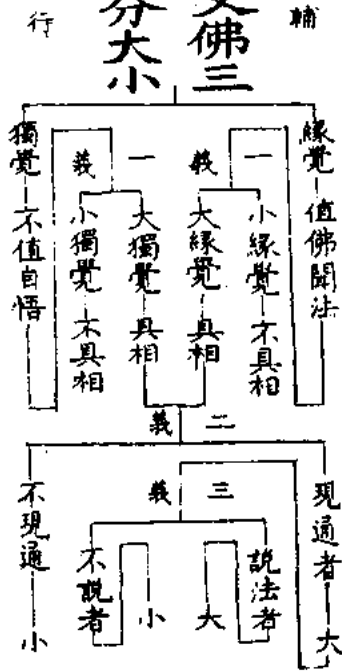 輔
佛三
分大小
行
緣覺
值佛聞法
一義
小緣覺
不具相
大緣覺
具相
獨覺
不值自悟
一義
大獨覺
具相
小獨覺
不具相
二義
現通者
大
不現通
小
三義
說法者
大
不說者
小